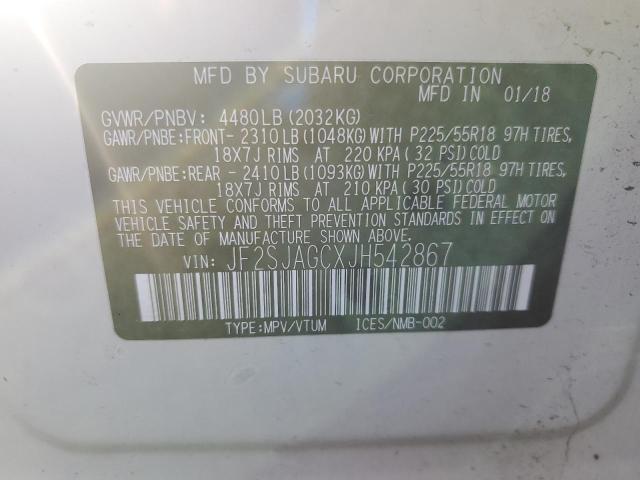 MFD BY SUBARU CORPORATION
MFD IN 01/18
GVWR/PNBV: 4480LB(2032KG)
GAWR/PNBE:FRONT-2310LB(1048KG)WITH P225/55R18 97H TIRES,
18X7J RIMS AT 220 KPA(32 PSI)COLD
GAWR/PNBE:REAR -2410LB(1093KG)WITH P225/55R18 97H TIRES,
18X7J RIMS AT 210 KPA(30 PSI)COLD
THIS VEHICLE CONFORMS TO ALL APPLICABLE FEDERAL MOTOR
VEHICLE SAFETY AND THEFT PREVENTION STANDARDS IN EFFECT ON
THE DATE OF MANUFACTURE SHOWN ABOVE.
VIN: JF2SJAGCXJH542867
TYPE:MPV/VTUM ICES/NMB-002